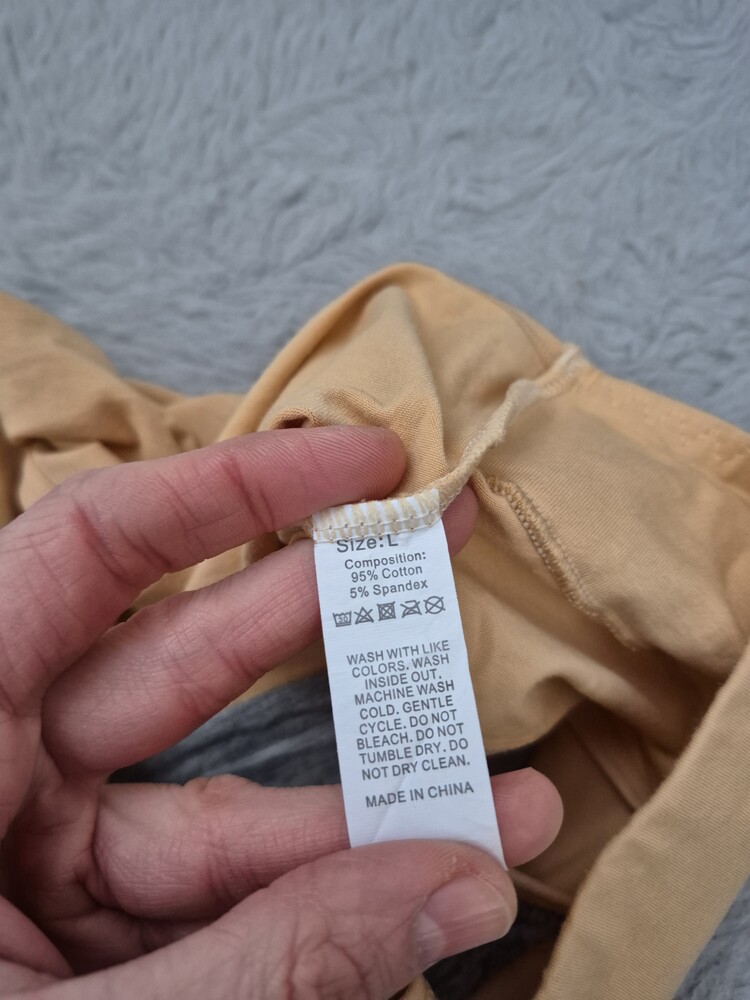 Size:L
Composition:
95% Cotton
5% Spandex
30
WASH WITH LIKE
COLORS. WASH
INSIDE OUT.
MACHINE WASH
COLD. GENTLE
CYCLE. DO NOT
BLEACH. DO NOT
TUMBLE DRY. DO
NOT DRY CLEAN.
MADE IN CHINA